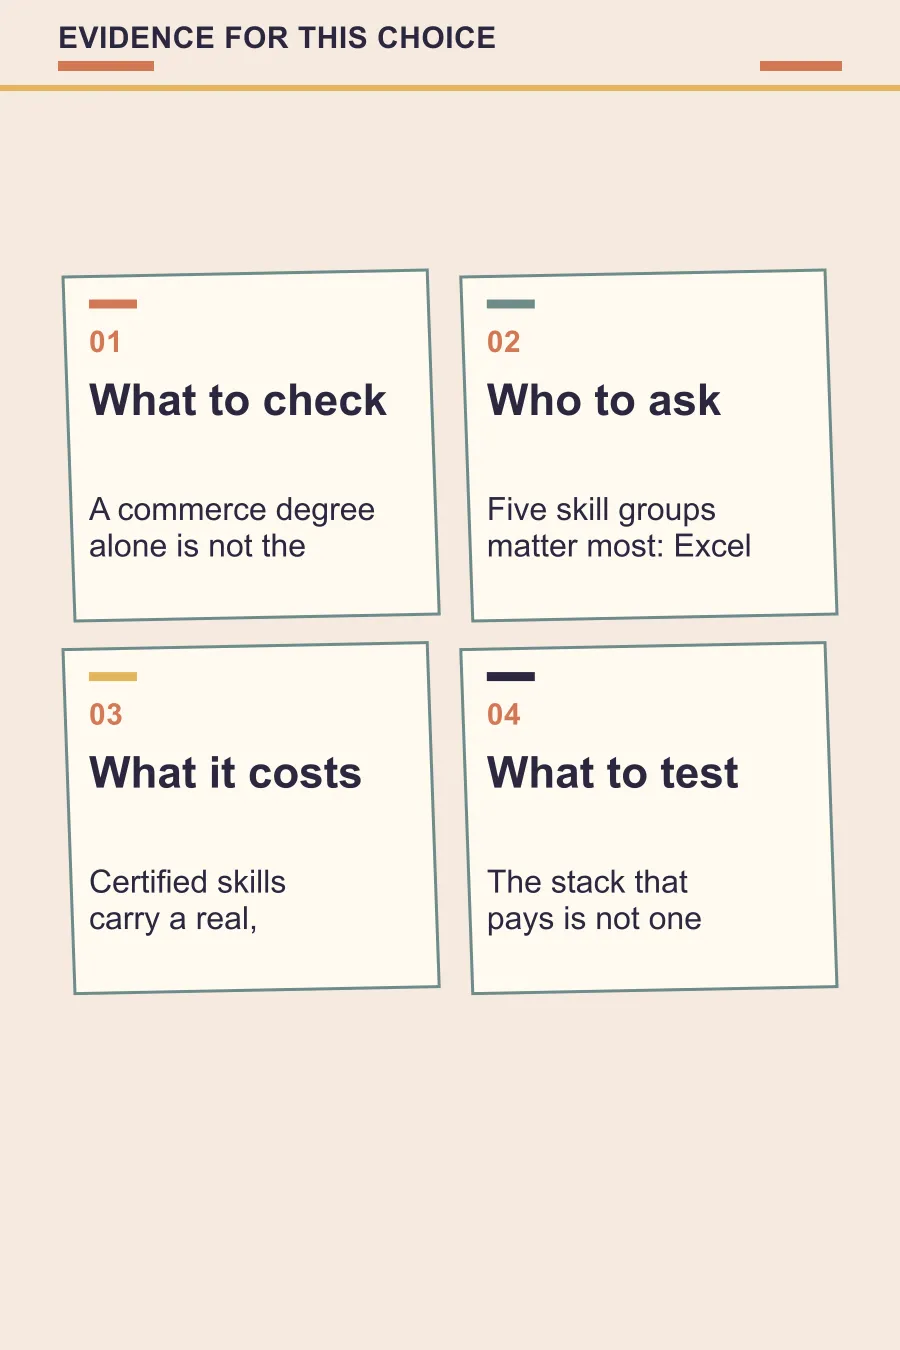 EVIDENCE FOR THIS CHOICE
01
What to check
A commerce degree
alone is not the
02
Who to ask
Five skill groups
matter most: Excel
03
What it costs
Certified skills
carry a real,
04
What to test
The stack that
pays is not one